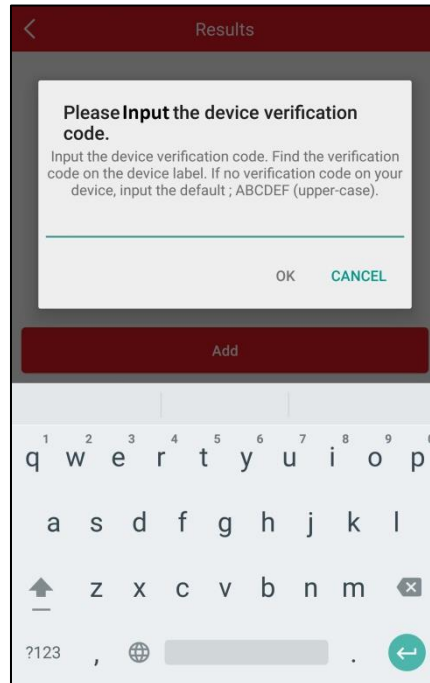 Results
Please Input the device verification
code.
Input the device verification code. Find the verification
code on the device label. If no verification code on your
device, input the default ; ABCDEF (upper-case).
OK CANCEL
Add
1 2 3 4 5 6 7 8 9 0
q w e r t y u i o p
a s d f g h j k l
z x c v b n m
?123 , .